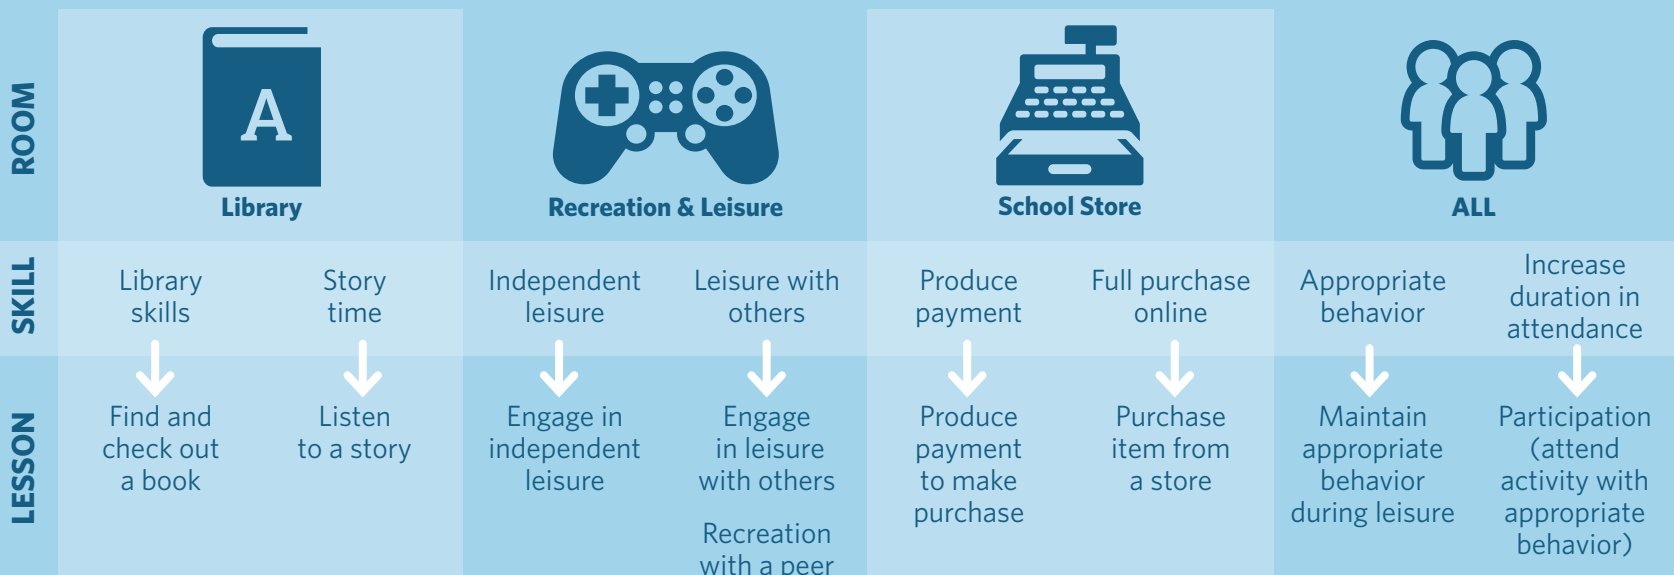 ROOM
A
Library
Recreation & Leisure
School Store
ALL
SKILL
Library
skills
Story
time
Independent
leisure
Leisure with
others
Produce
payment
Full purchase
online
Appropriate
behavior
Increase
duration in
attendance
LESSON
Find and
check out
a book
Listen
to a story
Engage in
independent
leisure
Engage
in leisure
with others
Recreation
with a peer
Produce
payment
to make
purchase
Purchase
item from
a store
Maintain
appropriate
behavior
during leisure
Participation
(attend
activity with
appropriate
behavior)